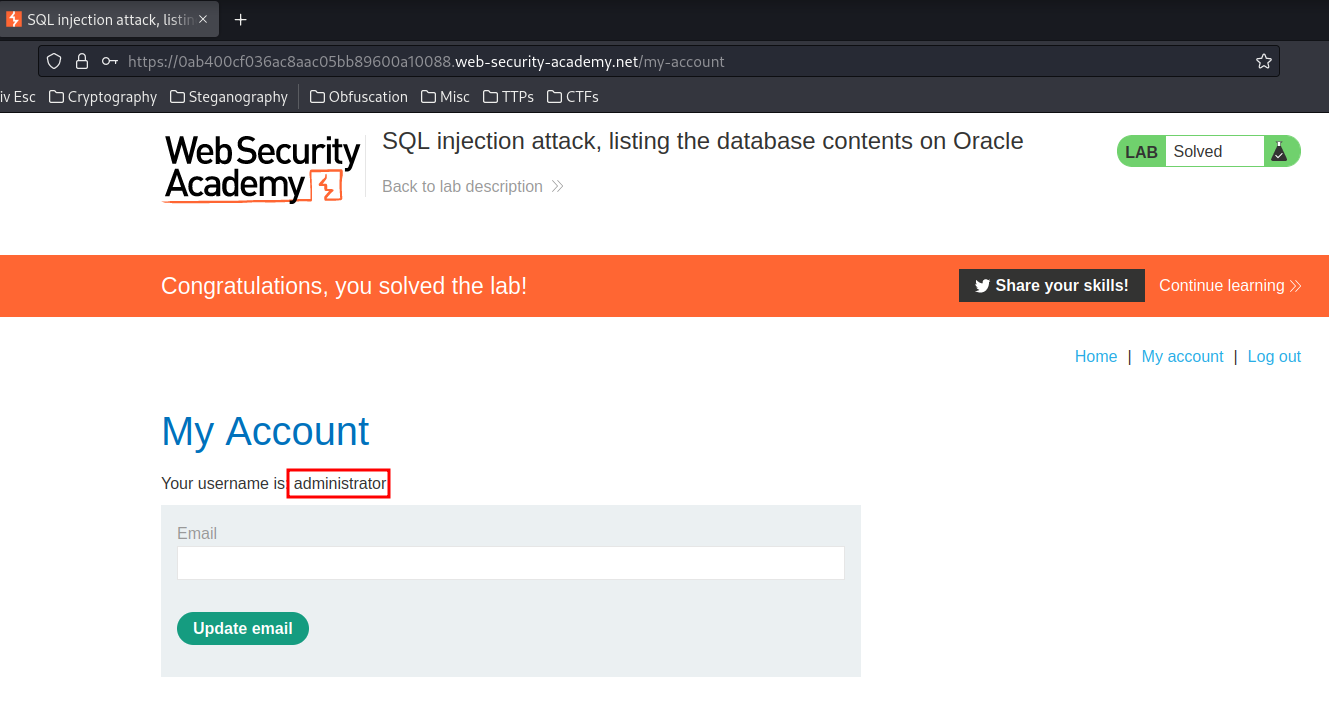 SQL injection attack, listin
https://0ab400cf036ac8aac05bb89600a10088.web-security-academy.net/my-account
iv Esc Cryptography Steganography Obfuscation Misc TTPs CTFs
Web Security
Academy
SQL injection attack, listing the database contents on Oracle
Back to lab description
LAB Solved
Congratulations, you solved the lab!
Share your skills! Continue learning
Home | My account | Log out
My Account
Your username is: administrator
Email
Update email